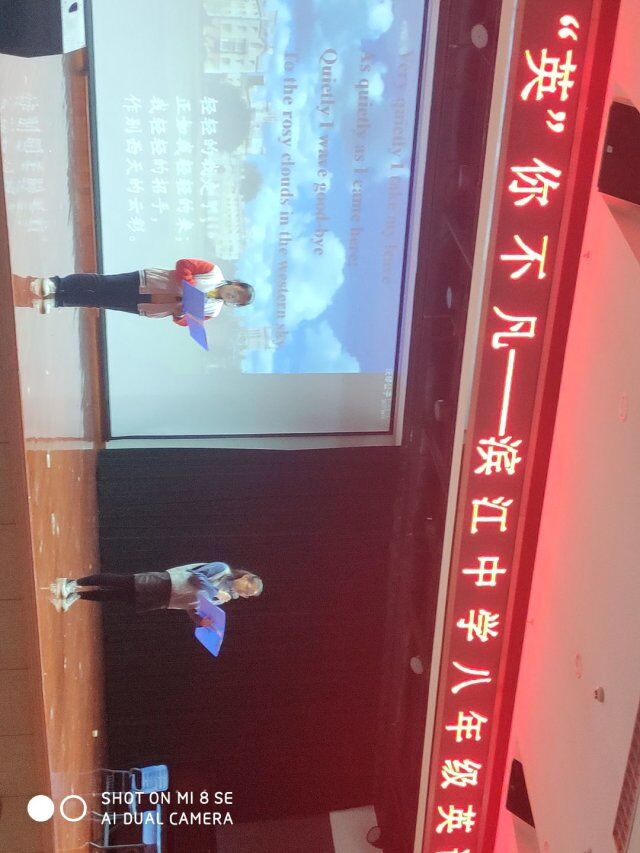 “英”你不凡——滨江中学八年级英
Very quietly I take my leave
As quietly as I came here;
Quietly I wave good-bye
To the rosy clouds in the western sky
轻轻的我走了,
正如我轻轻的来;
我轻轻的招手,
作别西天的云彩。
SHOT ON MI 8 SE
AI DUAL CAMERA